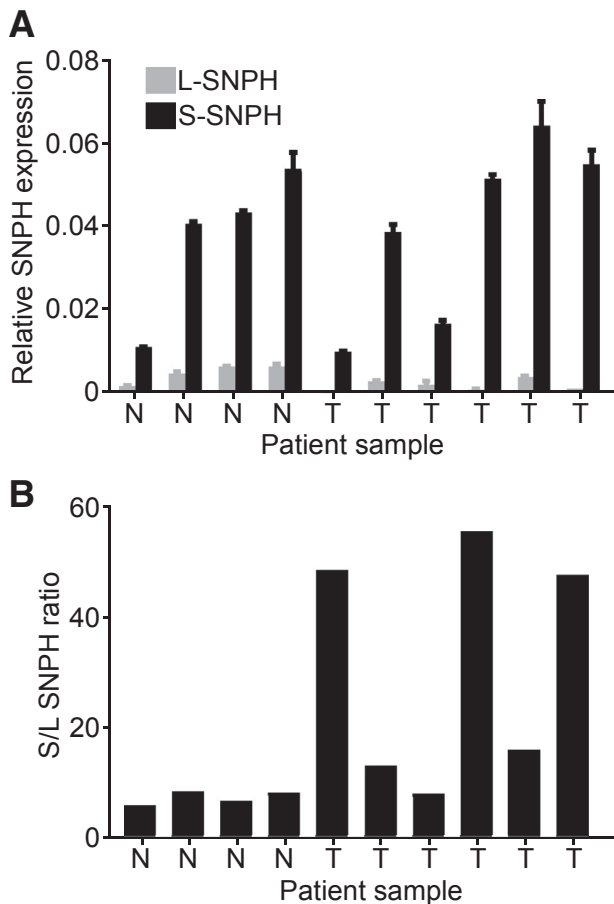 A
Relative SNPH expression
0.08
0.06
0.04
0.02
0
L-SNPH
S-SNPH
N N N N T T T T T T
Patient sample
B
S/L SNPH ratio
60
40
20
0
N N N N T T T T T T
Patient sample